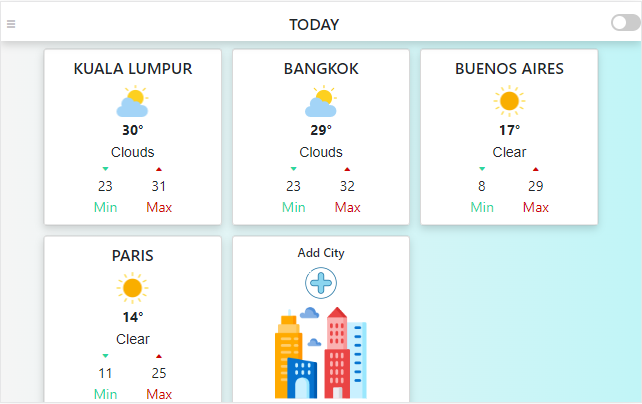 TODAY
KUALA LUMPUR
30°
Clouds
23 31
Min Max
BANGKOK
29°
Clouds
23 32
Min Max
BUENOS AIRES
17°
Clear
8 29
Min Max
PARIS
14°
Clear
11 25
Min Max
Add City